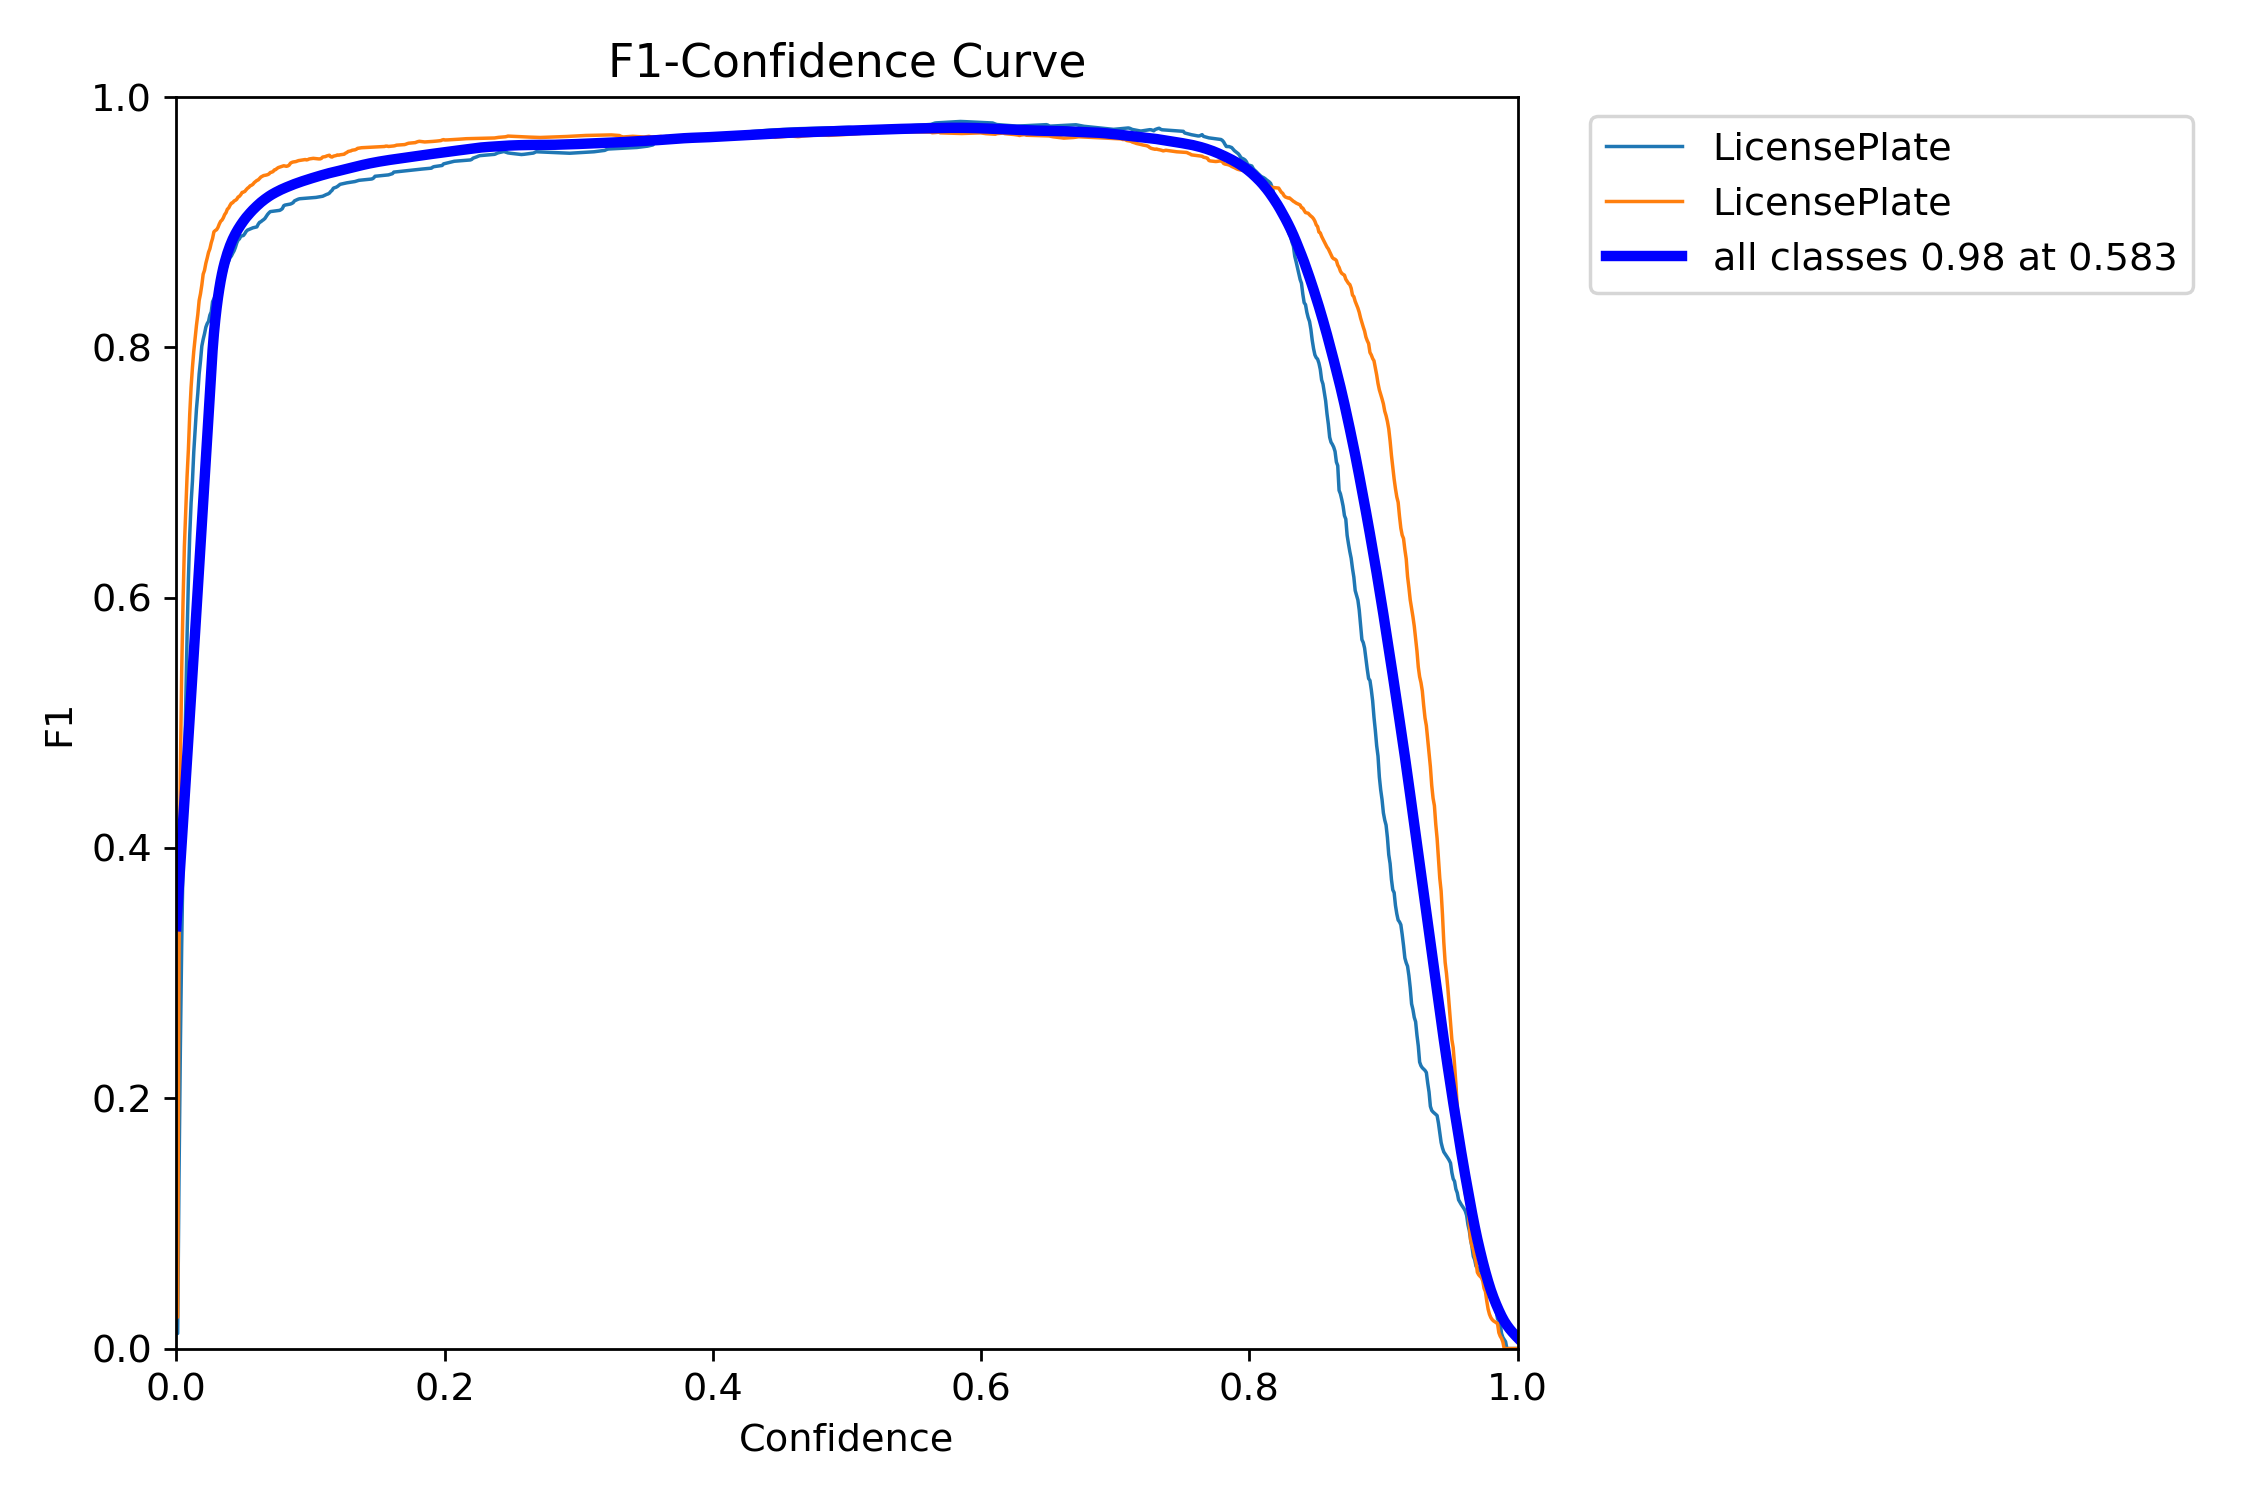 F1-Confidence Curve
1.0
0.8
0.6
0.4
0.2
0.0
F1
0.0 0.2 0.4 0.6 0.8 1.0
Confidence
LicensePlate
LicensePlate
all classes 0.98 at 0.583